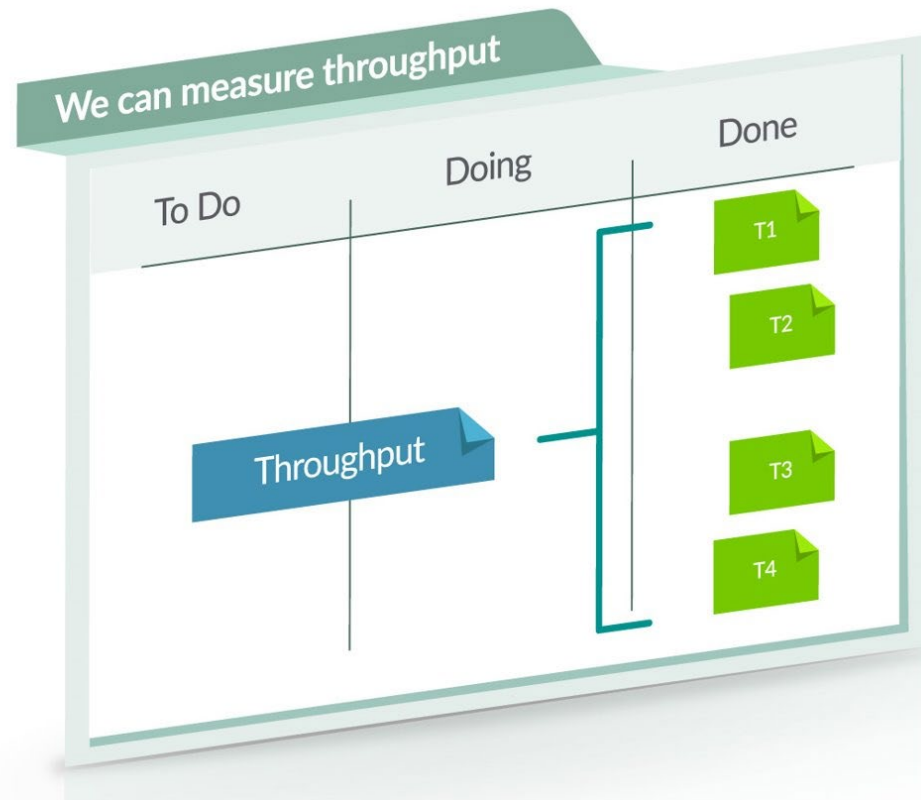 We can measure throughput
To Do
Doing
Done
T1
T2
Throughput
T3
T4